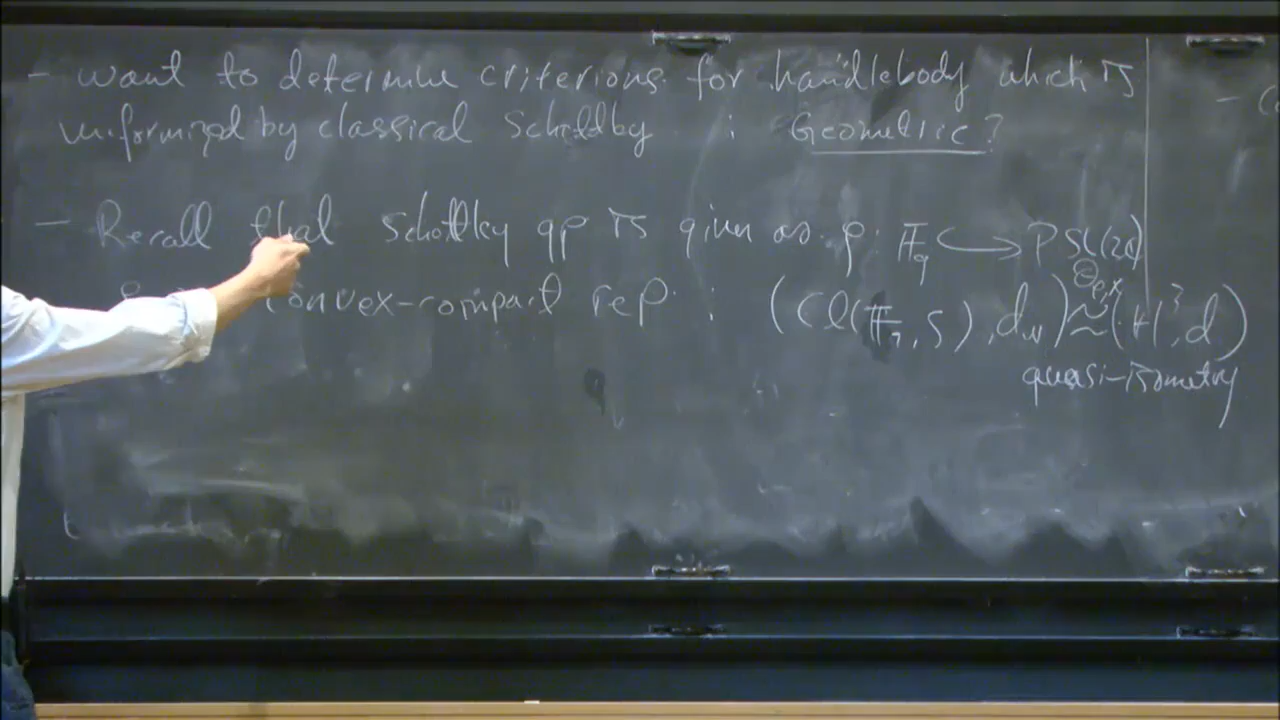 - want to determine criterions for handlebody which is
uniformized by classical Schottky : Geometric?
- (
- Recall that Schottky gp is given as ρ: F_g ↪ PSL(2,C)
convex-compact rep : (Cl(F_g, S), d_w) ≈ (H^3, d)
quasi-isometry